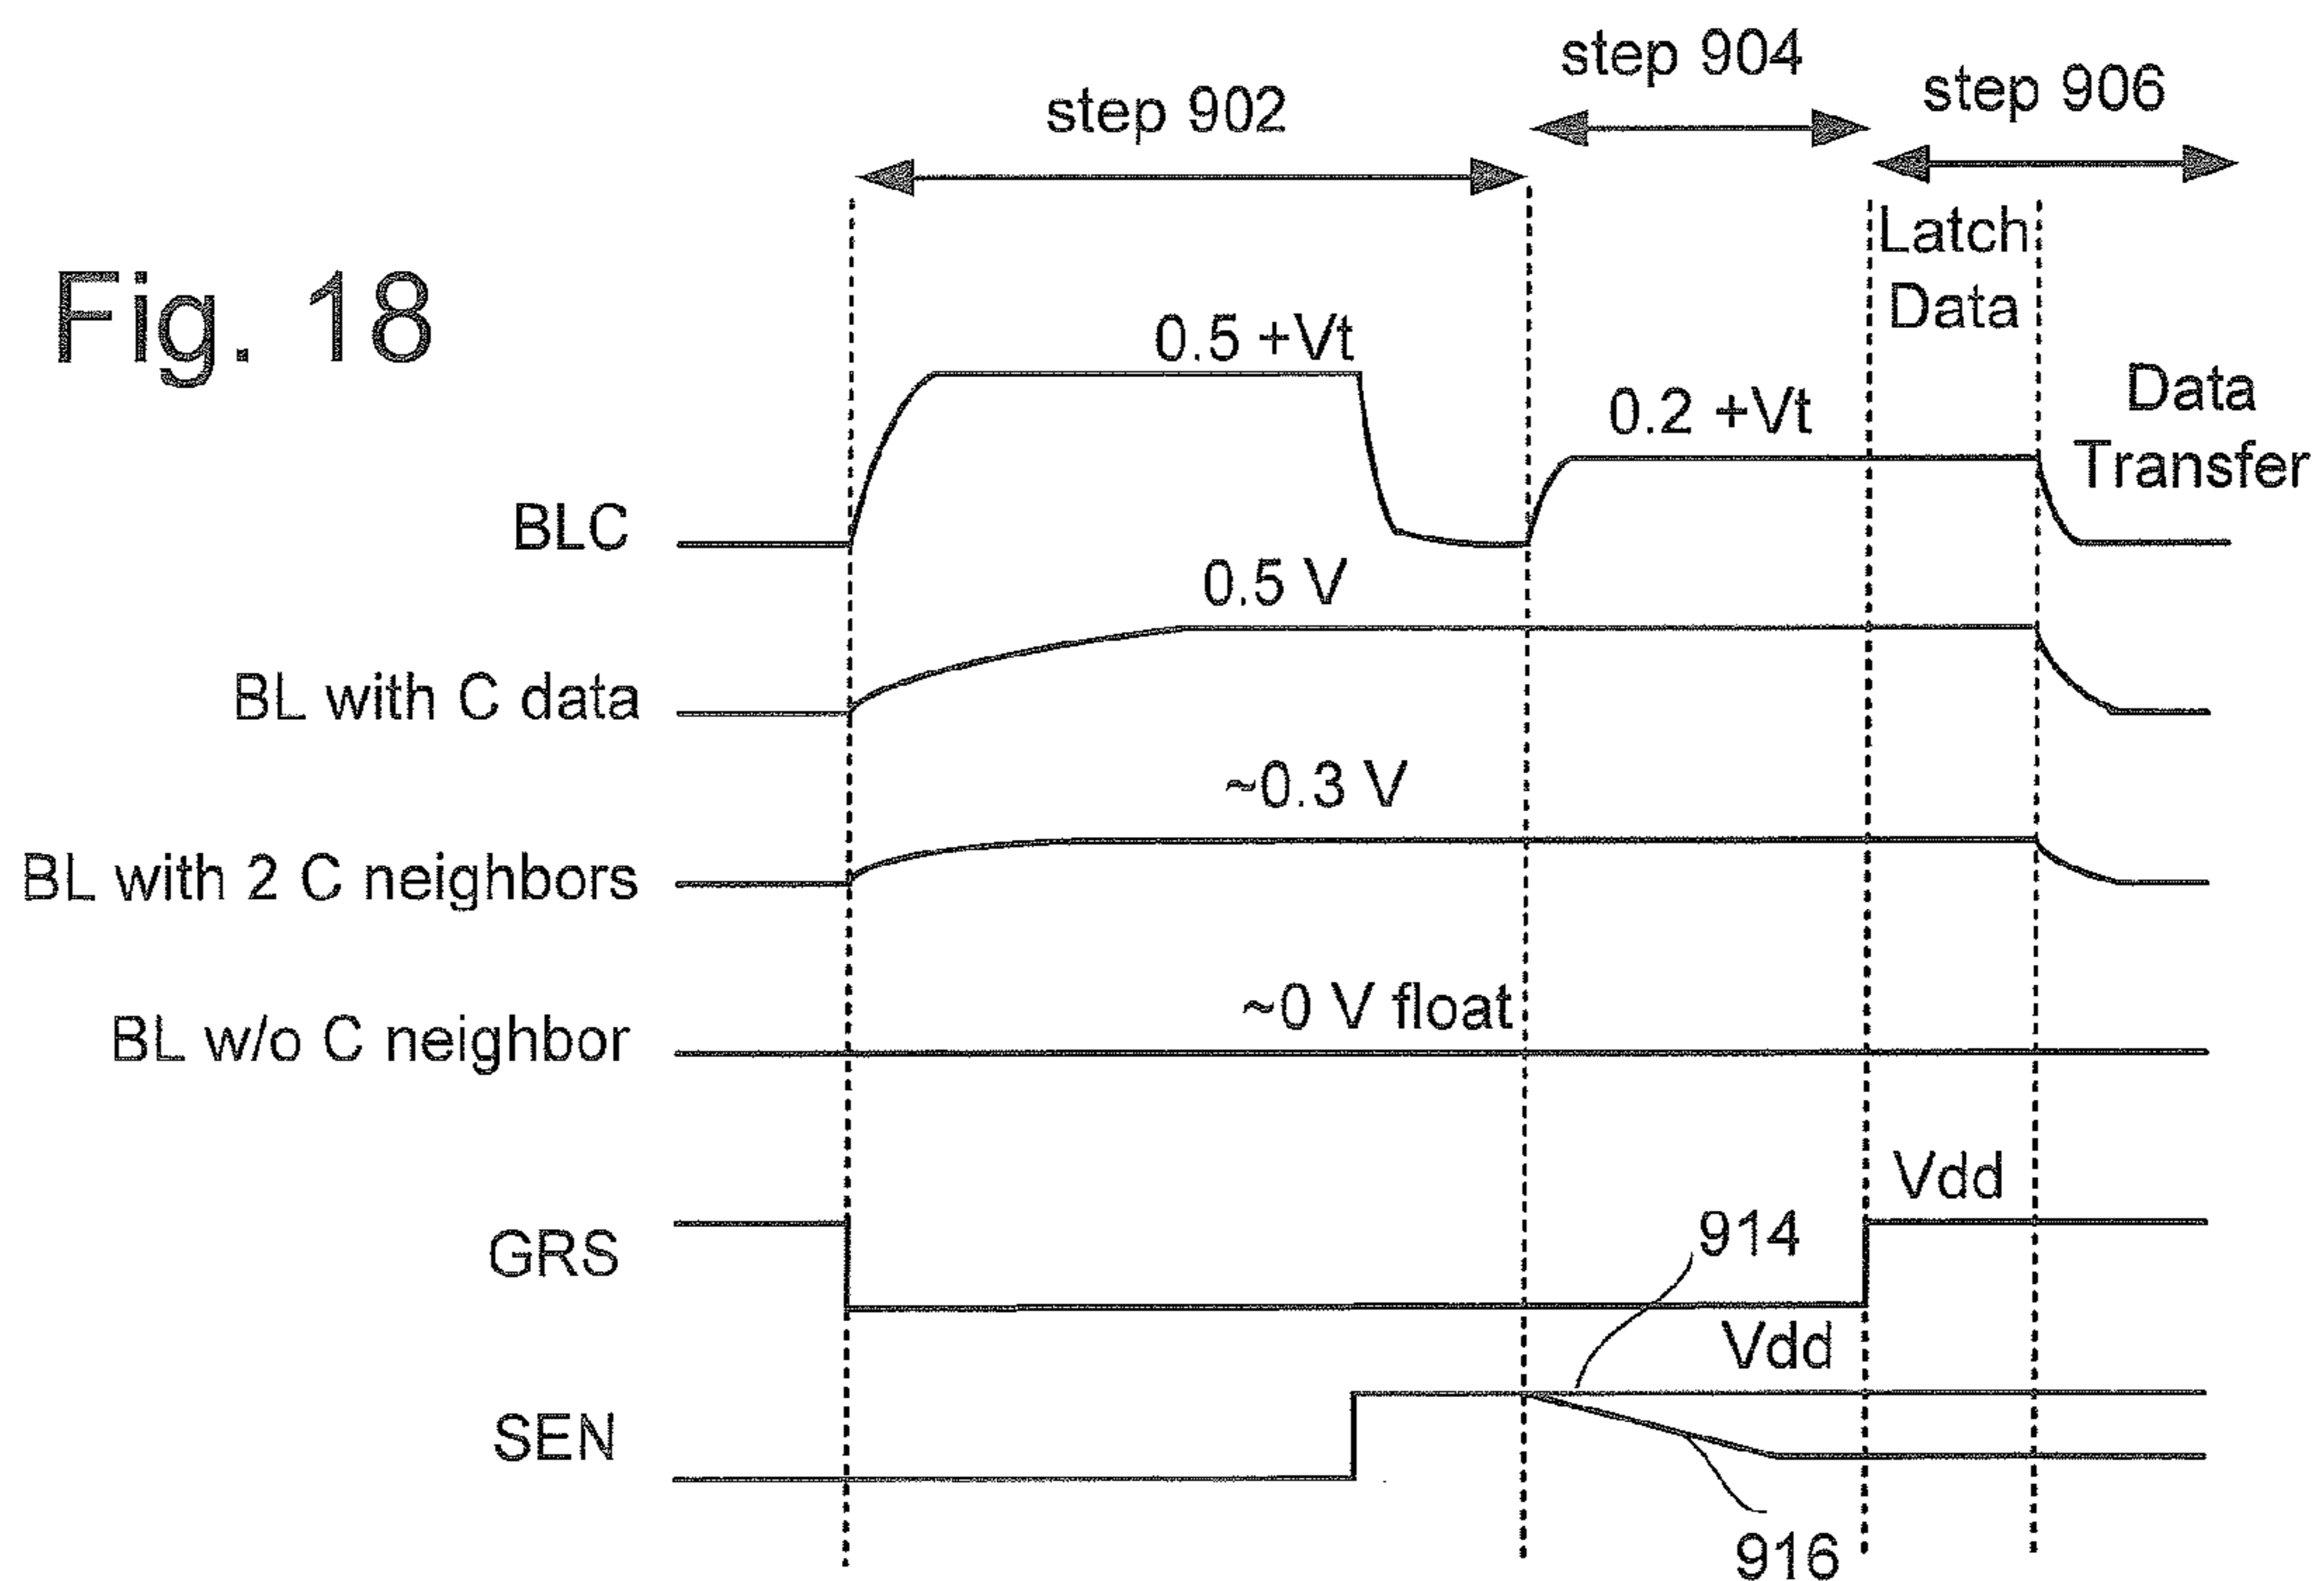 step 904
step 906
step 902
Latch
Data
Fig. 18
0.5 +Vt
0.2 +Vt
Data
Transfer
BLC
0.5 V
BL with C data
~0.3 V
BL with 2 C neighbors
~0 V float
BL w/o C neighbor
Vdd
914
GRS
Vdd
SEN
916